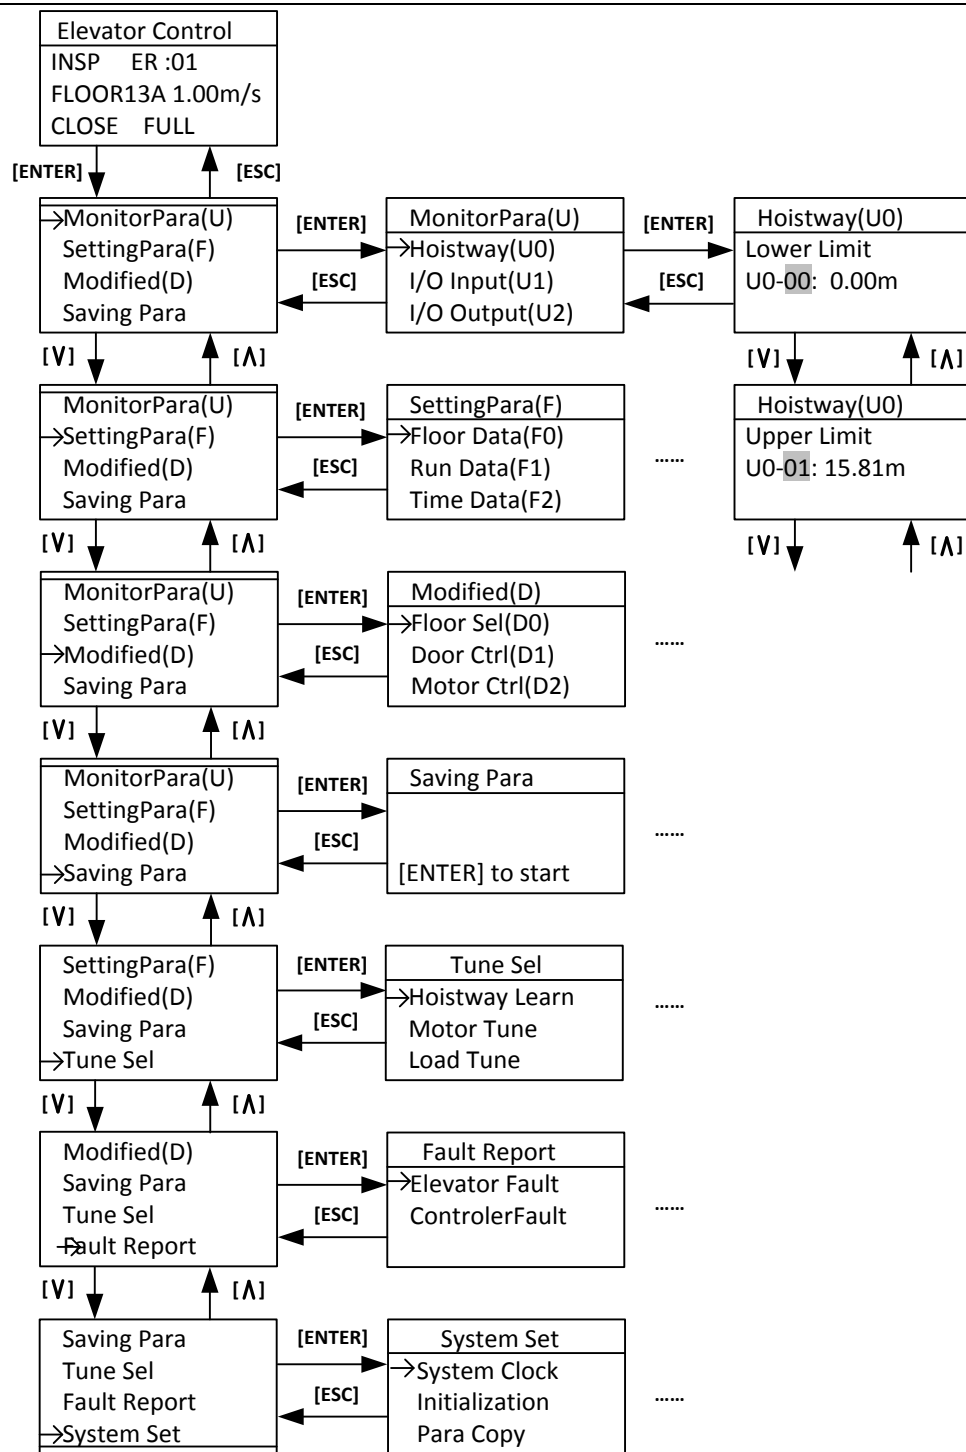 Elevator Control
INSP ER :01
FLOOR13A 1.00m/s
CLOSE FULL
[ENTER] [ESC]
MonitorPara(U)
SettingPara(F)
Modified(D)
Saving Para
[ENTER]
[ESC]
MonitorPara(U)
Hoistway(U0)
I/O Input(U1)
I/O Output(U2)
[ENTER]
[ESC]
Hoistway(U0)
Lower Limit
U0-00: 0.00m
[V] [Λ] [V] [Λ]
MonitorPara(U)
SettingPara(F)
Modified(D)
Saving Para
[ENTER]
[ESC]
SettingPara(F)
Floor Data(F0)
Run Data(F1)
Time Data(F2)
......
Hoistway(U0)
Upper Limit
U0-01: 15.81m
[V] [Λ] [V] [Λ]
MonitorPara(U)
SettingPara(F)
Modified(D)
Saving Para
[ENTER]
[ESC]
Modified(D)
Floor Sel(D0)
Door Ctrl(D1)
Motor Ctrl(D2)
......
[V] [Λ]
MonitorPara(U)
SettingPara(F)
Modified(D)
Saving Para
[ENTER]
[ESC]
Saving Para
[ENTER] to start
......
[V] [Λ]
SettingPara(F)
Modified(D)
Saving Para
Tune Sel
[ENTER]
[ESC]
Tune Sel
Hoistway Learn
Motor Tune
Load Tune
......
[V] [Λ]
Modified(D)
Saving Para
Tune Sel
Fault Report
[ENTER]
[ESC]
Fault Report
Elevator Fault
ControlerFault
......
[V] [Λ]
Saving Para
Tune Sel
Fault Report
System Set
[ENTER]
[ESC]
System Set
System Clock
Initialization
Para Copy
......